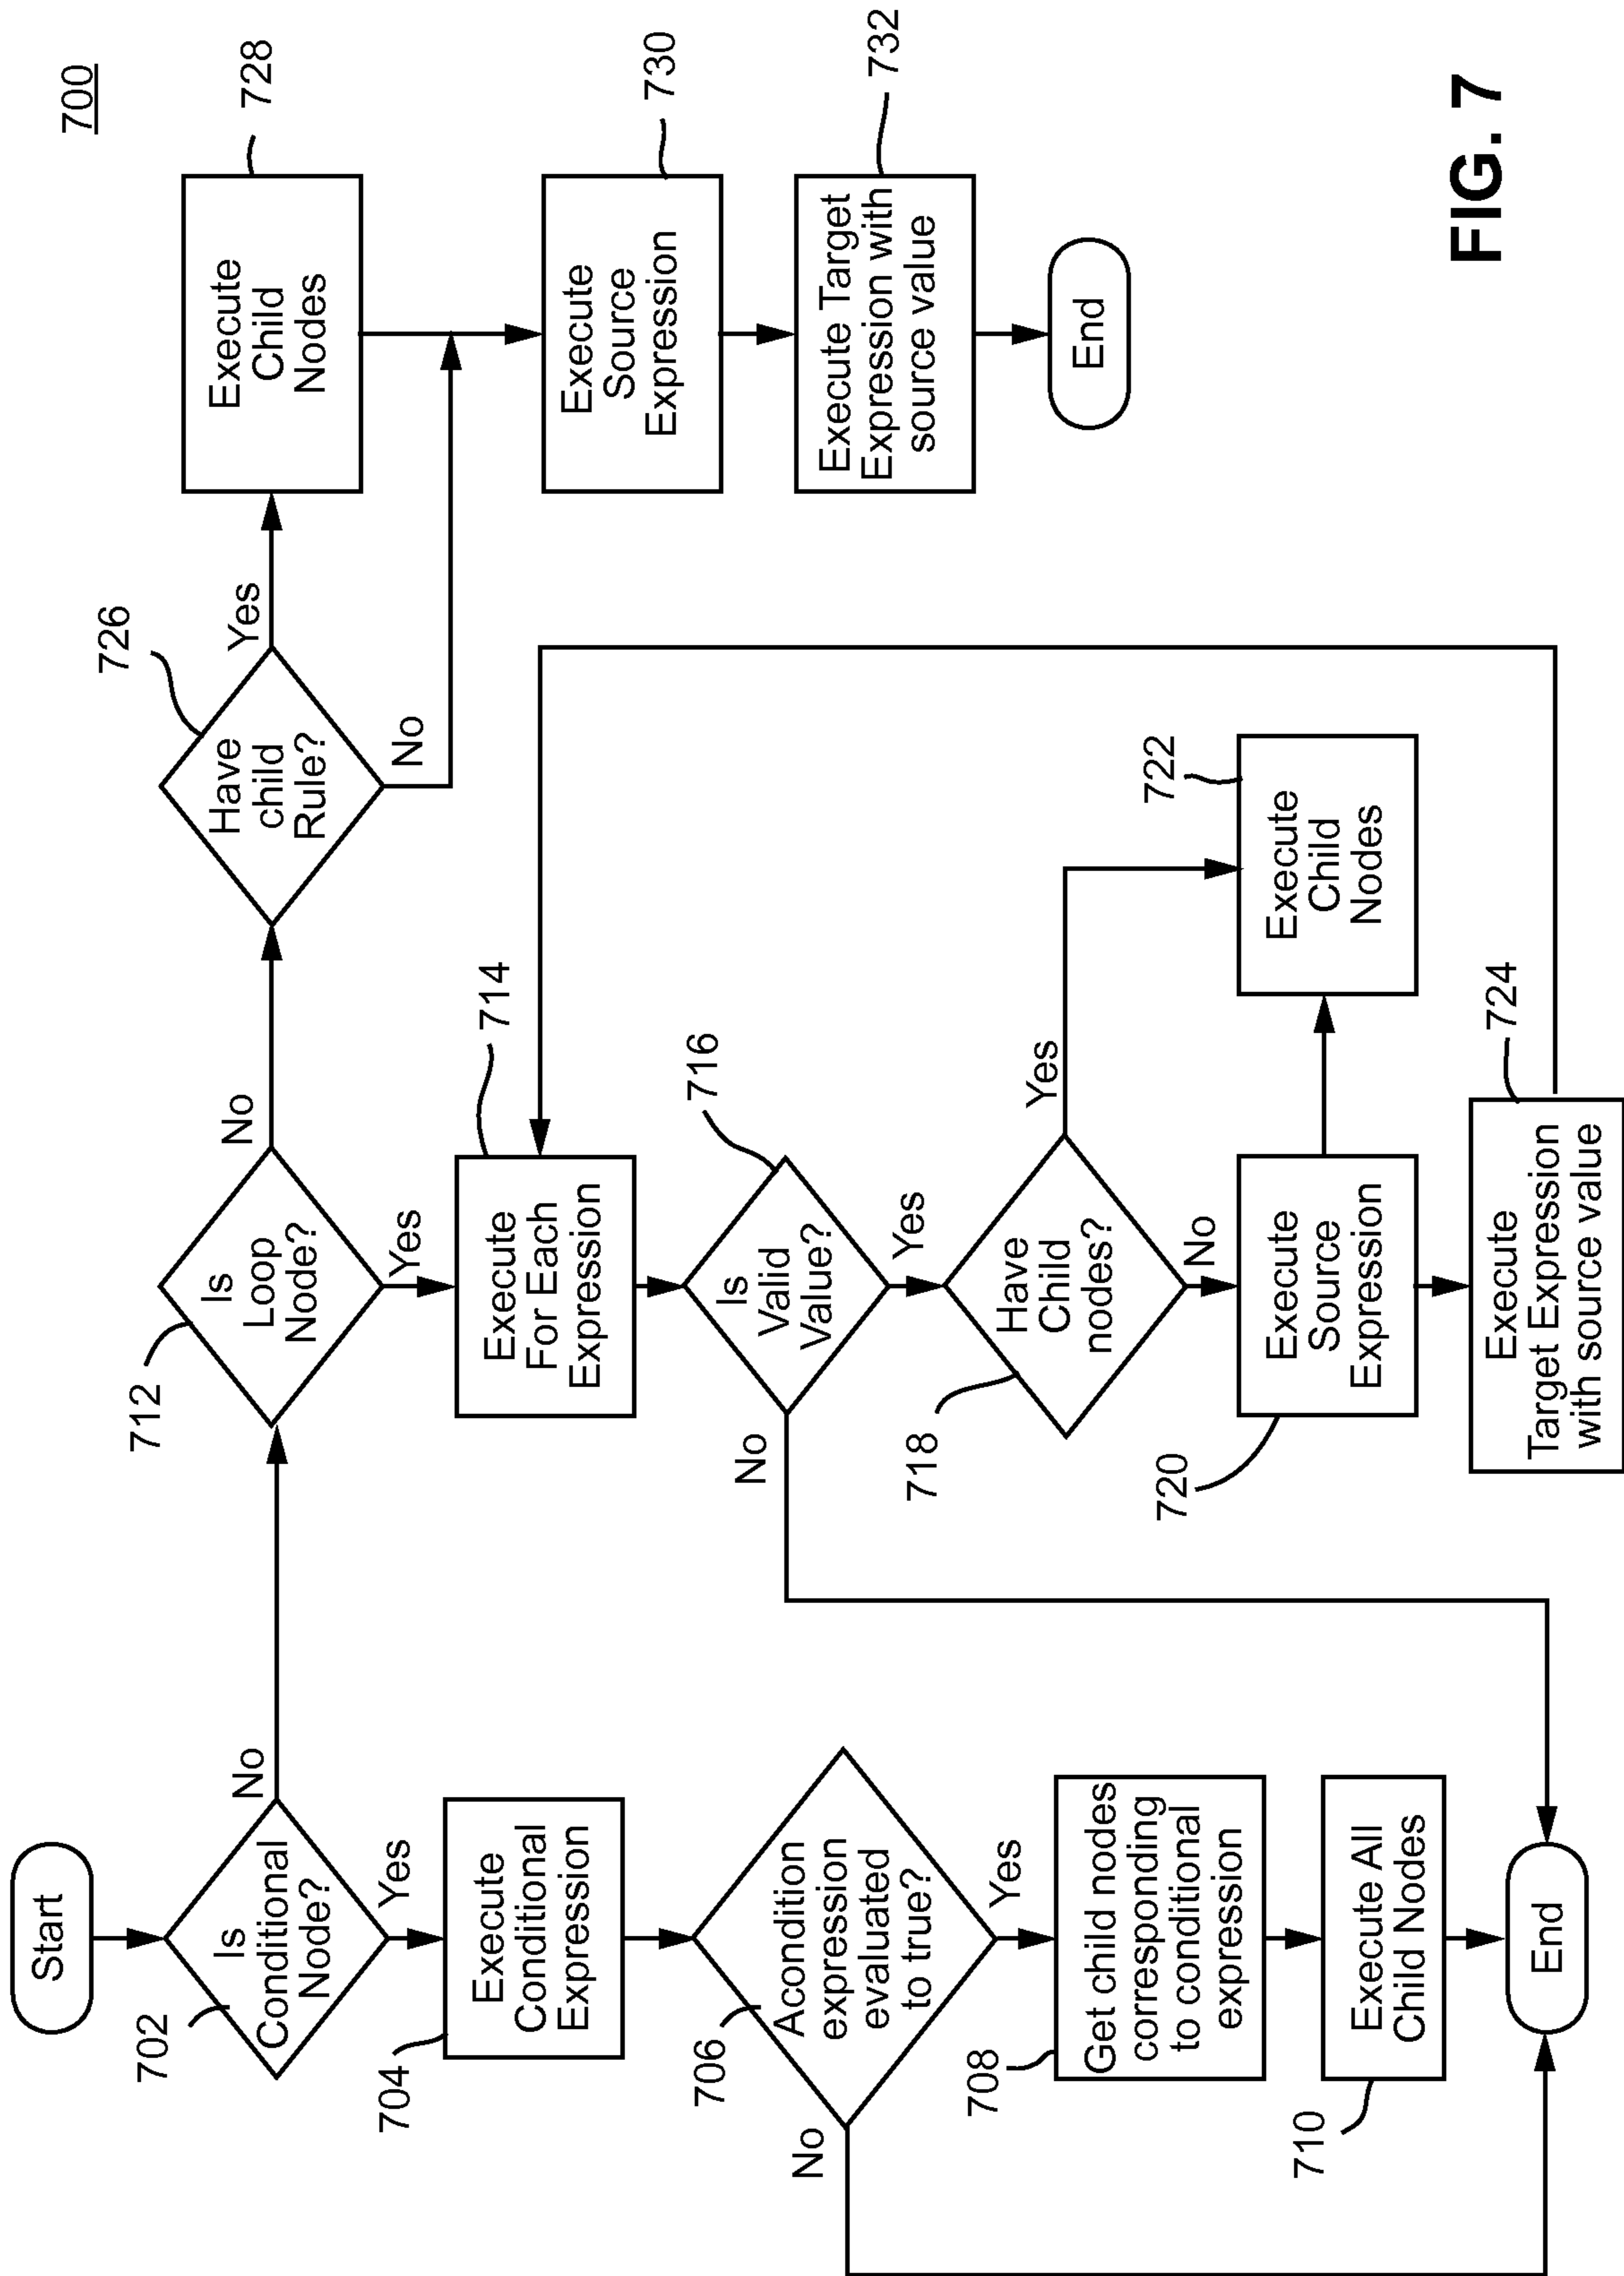 700
Start
Is
Conditional
Node?
702
Yes
No
Execute
Conditional
Expression
704
Acondition
expression
evaluated
to true?
706
No
Yes
Get child nodes
corresponding
to conditional
expression
708
Execute All
Child Nodes
710
End
Is
Loop
Node?
712
No
Yes
Execute
For Each
Expression
714
Is
Valid
Value?
716
No
Yes
Have
Child
nodes?
718
Yes
No
Execute
Source
Expression
720
Execute
Child
Nodes
722
Execute
Target Expression
with source value
724
Have
child
Rule?
726
Yes
No
Execute
Child
Nodes
728
Execute
Source
Expression
730
Execute Target
Expression with
source value
732
End
FIG. 7